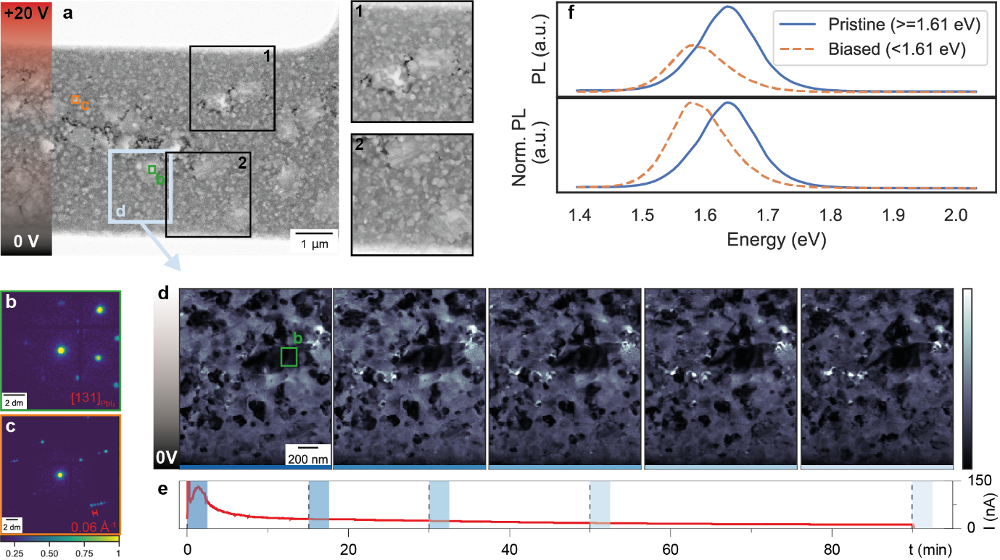 +20 V
a
1
c
2
b
d
0 V
1 µm
1
2
f
Pristine (>=1.61 eV)
Biased (<1.61 eV)
PL (a.u.)
Norm. PL
(a.u.)
1.4 1.5 1.6 1.7 1.8 1.9 2.0
Energy (eV)
b
[131]PbI₂
2 dm
c
0.06 Å⁻¹
2 dm
0.25 0.50 0.75 1
d
b
0V
200 nm
e
150
0
I (nA)
0 20 40 60 80 t (min)